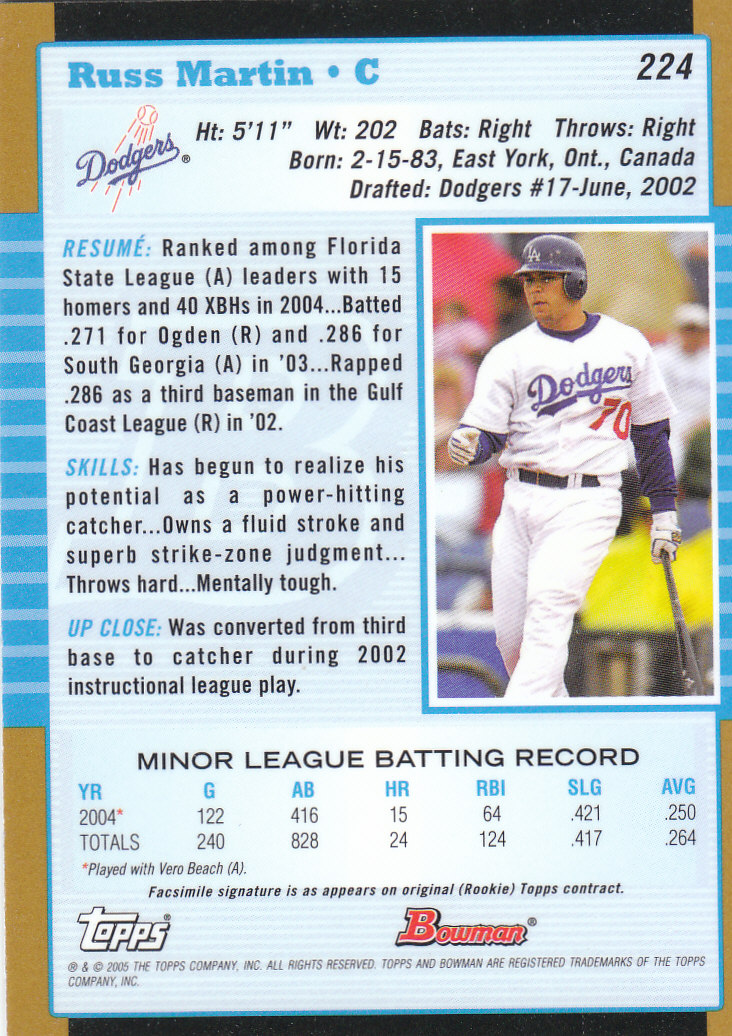 Russ Martin • C
224
Dodgers®
Ht: 5'11" Wt: 202 Bats: Right Throws: Right
Born: 2-15-83, East York, Ont., Canada
Drafted: Dodgers #17-June, 2002
RESUMÉ: Ranked among Florida
State League (A) leaders with 15
homers and 40 XBHs in 2004...Batted
.271 for Ogden (R) and .286 for
South Georgia (A) in '03...Rapped
.286 as a third baseman in the Gulf
Coast League (R) in '02.
SKILLS: Has begun to realize his
potential as a power-hitting
catcher...Owns a fluid stroke and
superb strike-zone judgment...
Throws hard...Mentally tough.
UP CLOSE: Was converted from third
base to catcher during 2002
instructional league play.
LA
Dodgers
70
MINOR LEAGUE BATTING RECORD
YR G AB HR RBI SLG AVG
2004* 122 416 15 64 .421 .250
TOTALS 240 828 24 124 .417 .264
*Played with Vero Beach (A).
Facsimile signature is as appears on original (Rookie) Topps contract.
Topps®
Bowman®
® & © 2005 THE TOPPS COMPANY, INC. ALL RIGHTS RESERVED. TOPPS AND BOWMAN ARE REGISTERED TRADEMARKS OF THE TOPPS
COMPANY, INC.